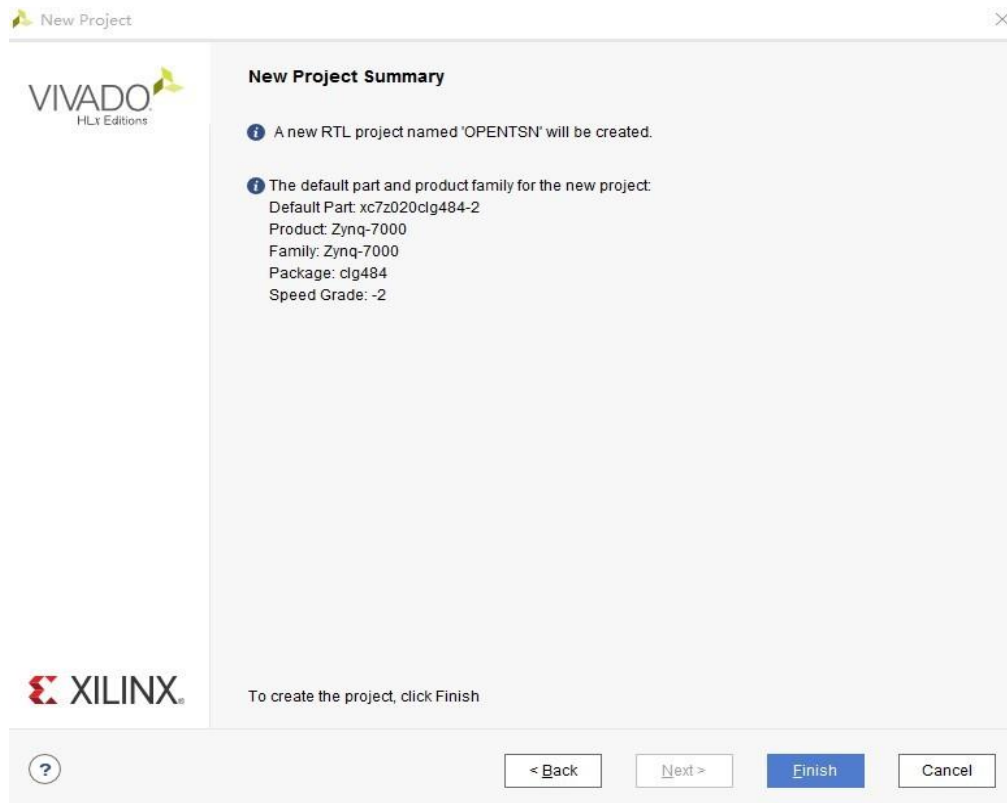 New Project
VIVADO
HLx Editions
New Project Summary
A new RTL project named 'OPENTSN' will be created.
The default part and product family for the new project:
Default Part: xc7z020clg484-2
Product: Zynq-7000
Family: Zynq-7000
Package: clg484
Speed Grade: -2
XILINX
To create the project, click Finish
?
< Back
Next >
Finish
Cancel